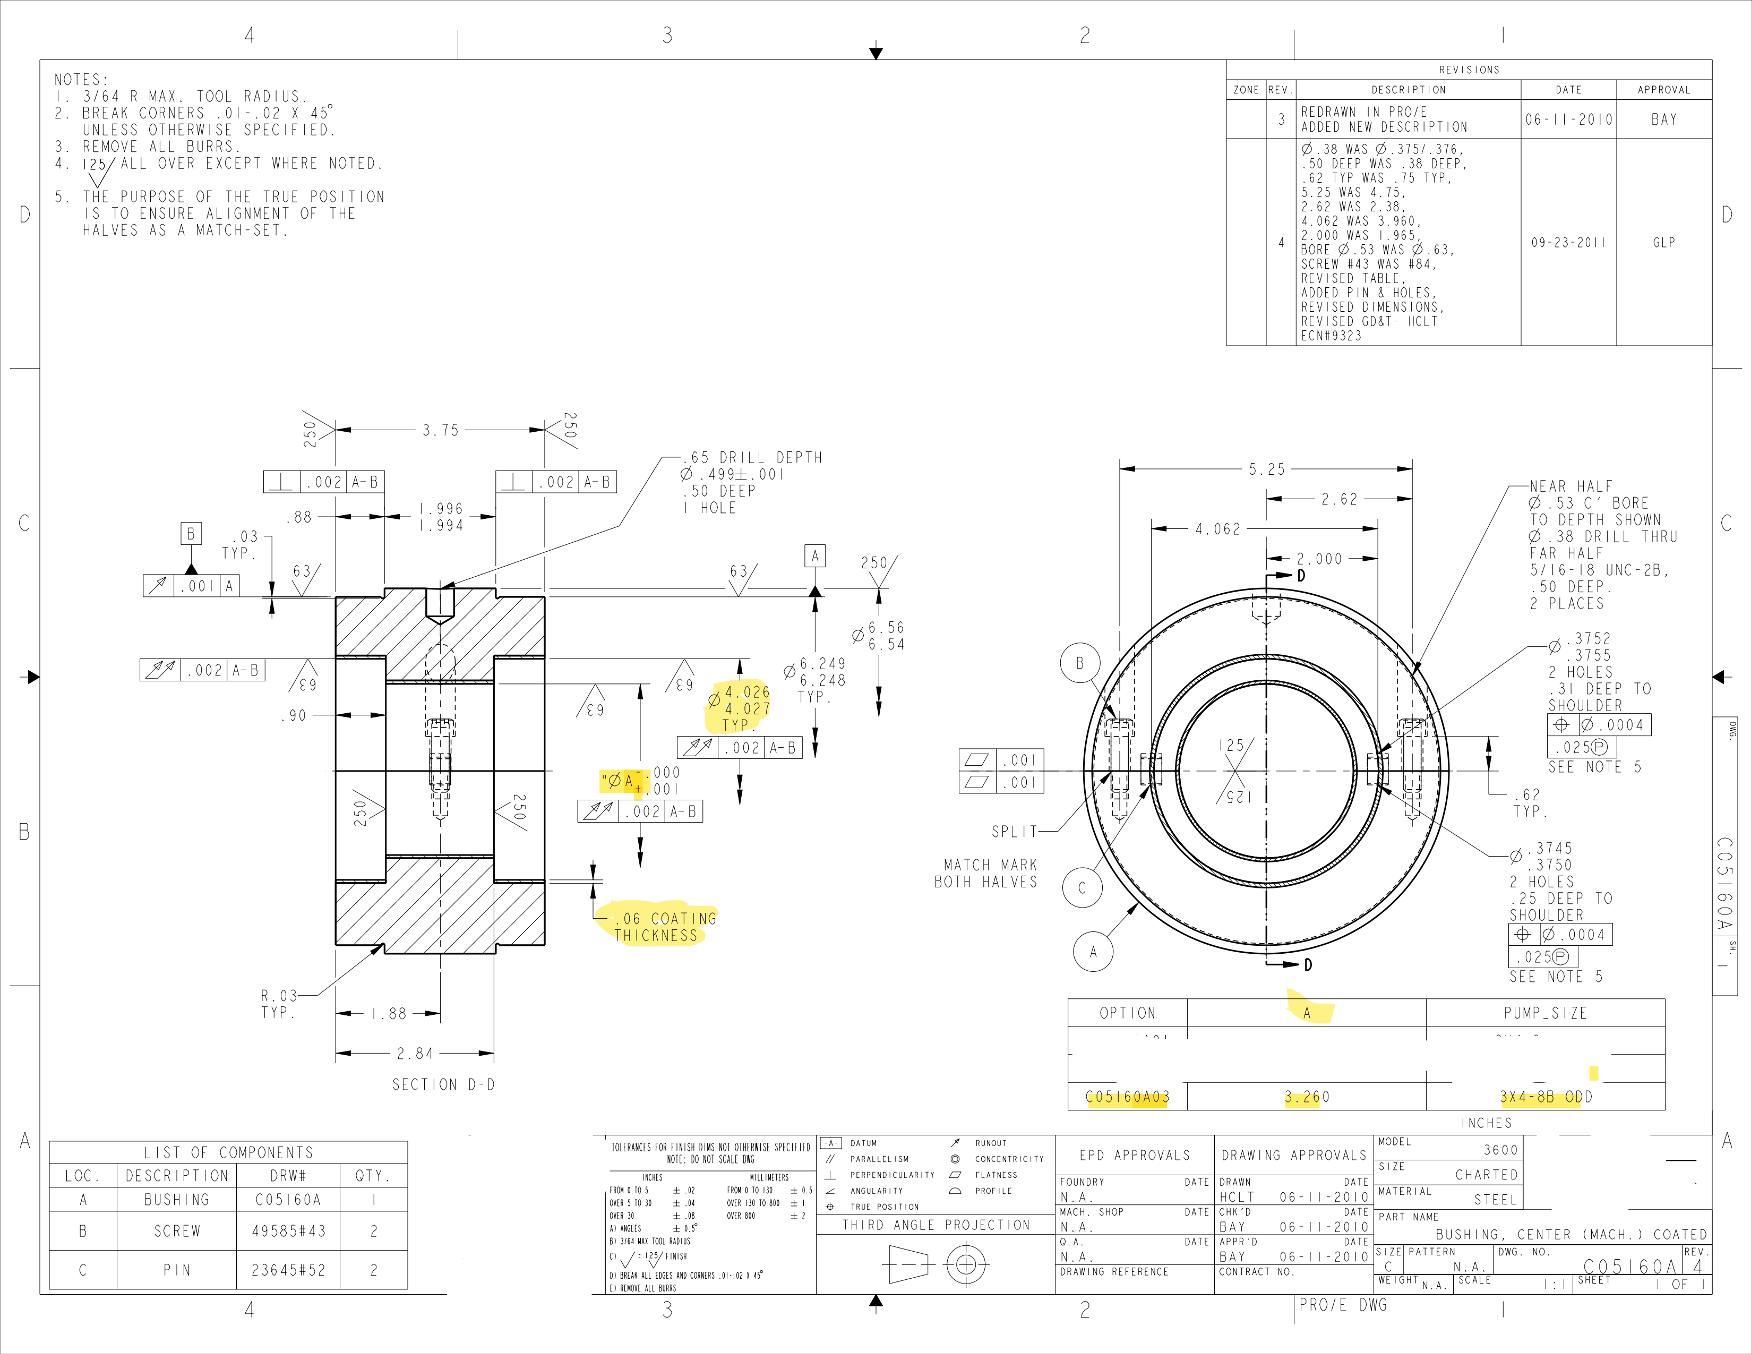 4
3
2
1
NOTES:
1. 3/64 R MAX. TOOL RADIUS.
2. BREAK CORNERS .01-.02 X 45°
UNLESS OTHERWISE SPECIFIED.
3. REMOVE ALL BURRS.
4. 125/ ALL OVER EXCEPT WHERE NOTED.
5. THE PURPOSE OF THE TRUE POSITION
IS TO ENSURE ALIGNMENT OF THE
HALVES AS A MATCH-SET.
REVISIONS
ZONE REV. DESCRIPTION DATE APPROVAL
3 REDRAWN IN PRO/E
ADDED NEW DESCRIPTION 06-11-2010 BAY
Ø.38 WAS Ø.375/.376,
.50 DEEP WAS .38 DEEP,
.62 TYP WAS .75 TYP,
5.25 WAS 4.75,
2.62 WAS 2.38,
4.062 WAS 3.960,
2.000 WAS 1.965,
4 BORE Ø.53 WAS Ø.63, 09-23-2011 GLP
SCREW #43 WAS #84,
REVISED TABLE,
ADDED PIN & HOLES,
REVISED DIMENSIONS,
REVISED GD&T HCLT
ECN#9323
D
D
C
C
B
B
A
A
250
3.75
250
.002 A-B
.002 A-B
.65 DRILL DEPTH
Ø.499±.001
.50 DEEP
1 HOLE
.88
1.996
1.994
B
.03
TYP.
.001 A
63
63
A
250
Ø 6.56
6.54
Ø 6.249
6.248
TYP.
.002 A-B
63
63
63
.90
Ø 4.026
4.027
TYP.
.002 A-B
"Ø A -.000
+.001
.002 A-B
250
250
.06 COATING
THICKNESS
R.03
TYP.
1.88
2.84
SECTION D-D
5.25
2.62
4.062
2.000
D
NEAR HALF
Ø.53 C'BORE
TO DEPTH SHOWN
Ø.38 DRILL THRU
FAR HALF
5/16-18 UNC-2B,
.50 DEEP.
2 PLACES
B
Ø .3752
.3755
2 HOLES
.31 DEEP TO
SHOULDER
Ø.0004
.025Ⓟ
SEE NOTE 5
.001
.001
125
125
.62
TYP.
SPLIT
MATCH MARK
BOTH HALVES
C
A
D
Ø .3745
.3750
2 HOLES
.25 DEEP TO
SHOULDER
Ø.0004
.025Ⓟ
SEE NOTE 5
DWG.
C05160A
SH.
1
OPTION A PUMP_SIZE
C05160A03 3.260 3X4-8B ODD
INCHES
LIST OF COMPONENTS
LOC. DESCRIPTION DRW# QTY.
A BUSHING C05160A 1
B SCREW 49585#43 2
C PIN 23645#52 2
TOLERANCES FOR FINISH DIMS NOT OTHERWISE SPECIFIED
NOTE: DO NOT SCALE DWG
INCHES MILLIMETERS
FROM 0 TO 5 ± .02 FROM 0 TO 130 ± 0.5
OVER 5 TO 30 ± .04 OVER 130 TO 800 ± 1
OVER 30 ± .08 OVER 800 ± 2
A) ANGLES ± 0.5°
B) 3/64 MAX TOOL RADIUS
C) √ = 125/ FINISH
D) BREAK ALL EDGES AND CORNERS .01-.02 X 45°
E) REMOVE ALL BURRS
-A- DATUM RUNOUT
PARALLELISM CONCENTRICITY
PERPENDICULARITY FLATNESS
ANGULARITY PROFILE
TRUE POSITION
THIRD ANGLE PROJECTION
EPD APPROVALS
FOUNDRY DATE
N.A.
MACH. SHOP DATE
N.A.
Q.A. DATE
N.A.
DRAWING REFERENCE
DRAWING APPROVALS
DRAWN DATE
HCLT 06-11-2010
CHK'D DATE
BAY 06-11-2010
APPR'D DATE
BAY 06-11-2010
CONTRACT NO.
MODEL 3600
SIZE CHARTED
MATERIAL STEEL
PART NAME
BUSHING, CENTER (MACH.) COATED
SIZE PATTERN DWG. NO. REV.
C N.A. C05160A 4
WEIGHT N.A. SCALE 1:1 SHEET 1 OF 1
4
3
2
PRO/E DWG
1